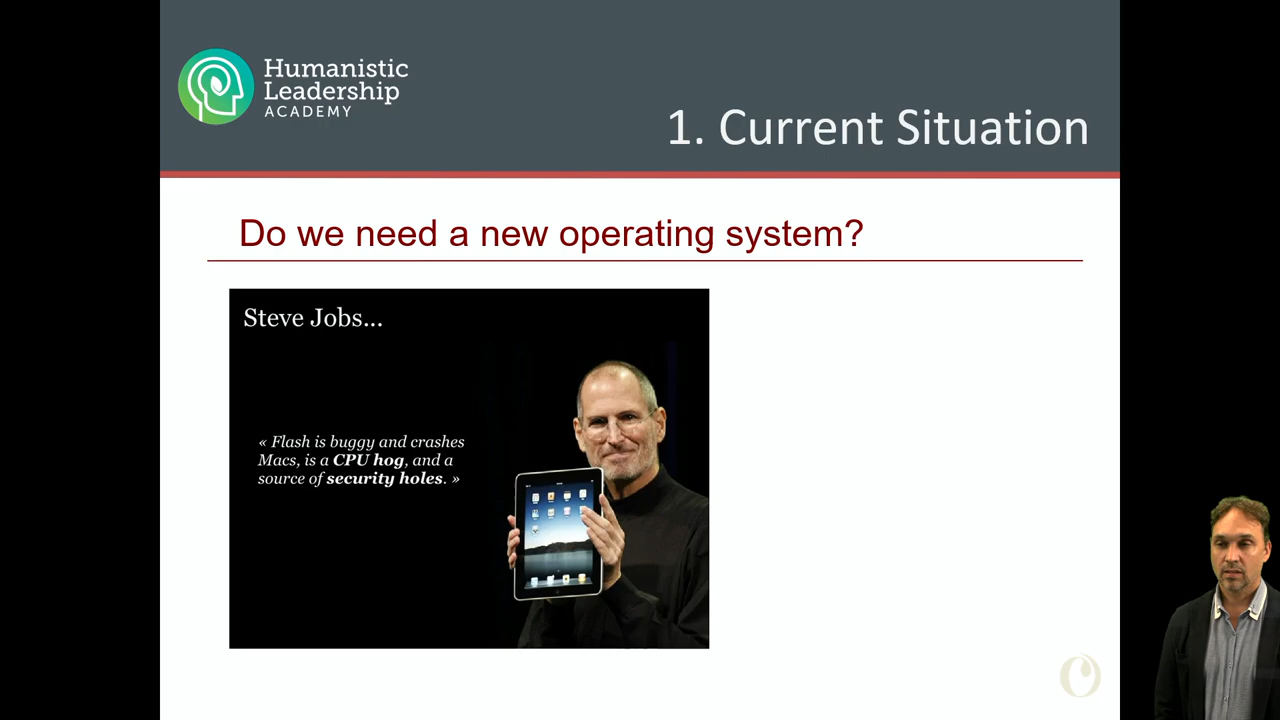 Humanistic
Leadership
ACADEMY
1. Current Situation
Do we need a new operating system?
Steve Jobs...
« Flash is buggy and crashes
Macs, is a CPU hog, and a
source of security holes. »